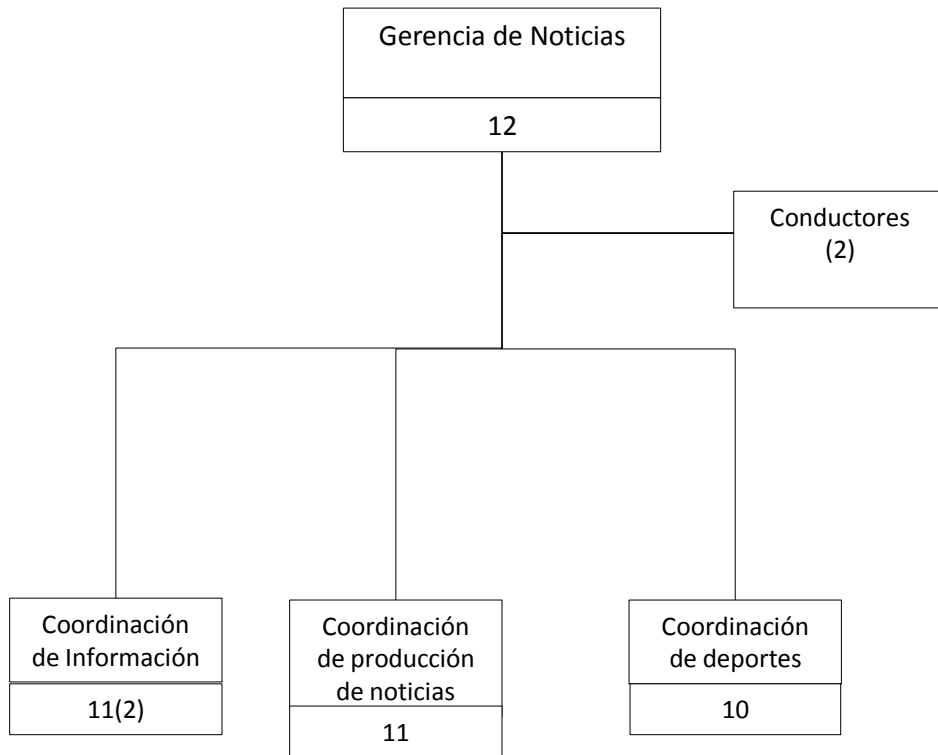 Gerencia de Noticias
12
Conductores
(2)
Coordinación
de Información
11(2)
Coordinación
de producción
de noticias
11
Coordinación
de deportes
10